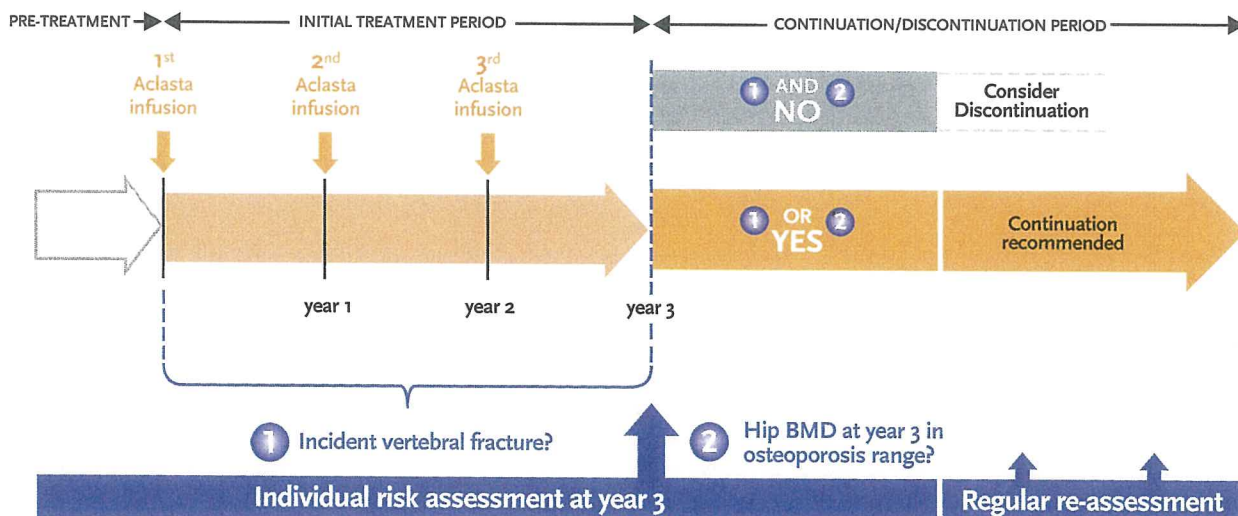 PRE-TREATMENT
INITIAL TREATMENT PERIOD
CONTINUATION/DISCONTINUATION PERIOD
1st
Aclasta
infusion
2nd
Aclasta
infusion
3rd
Aclasta
infusion
1 AND 2
NO
Consider
Discontinuation
1 OR 2
YES
Continuation
recommended
year 1
year 2
year 3
1 Incident vertebral fracture?
2 Hip BMD at year 3 in
osteoporosis range?
Individual risk assessment at year 3
Regular re-assessment